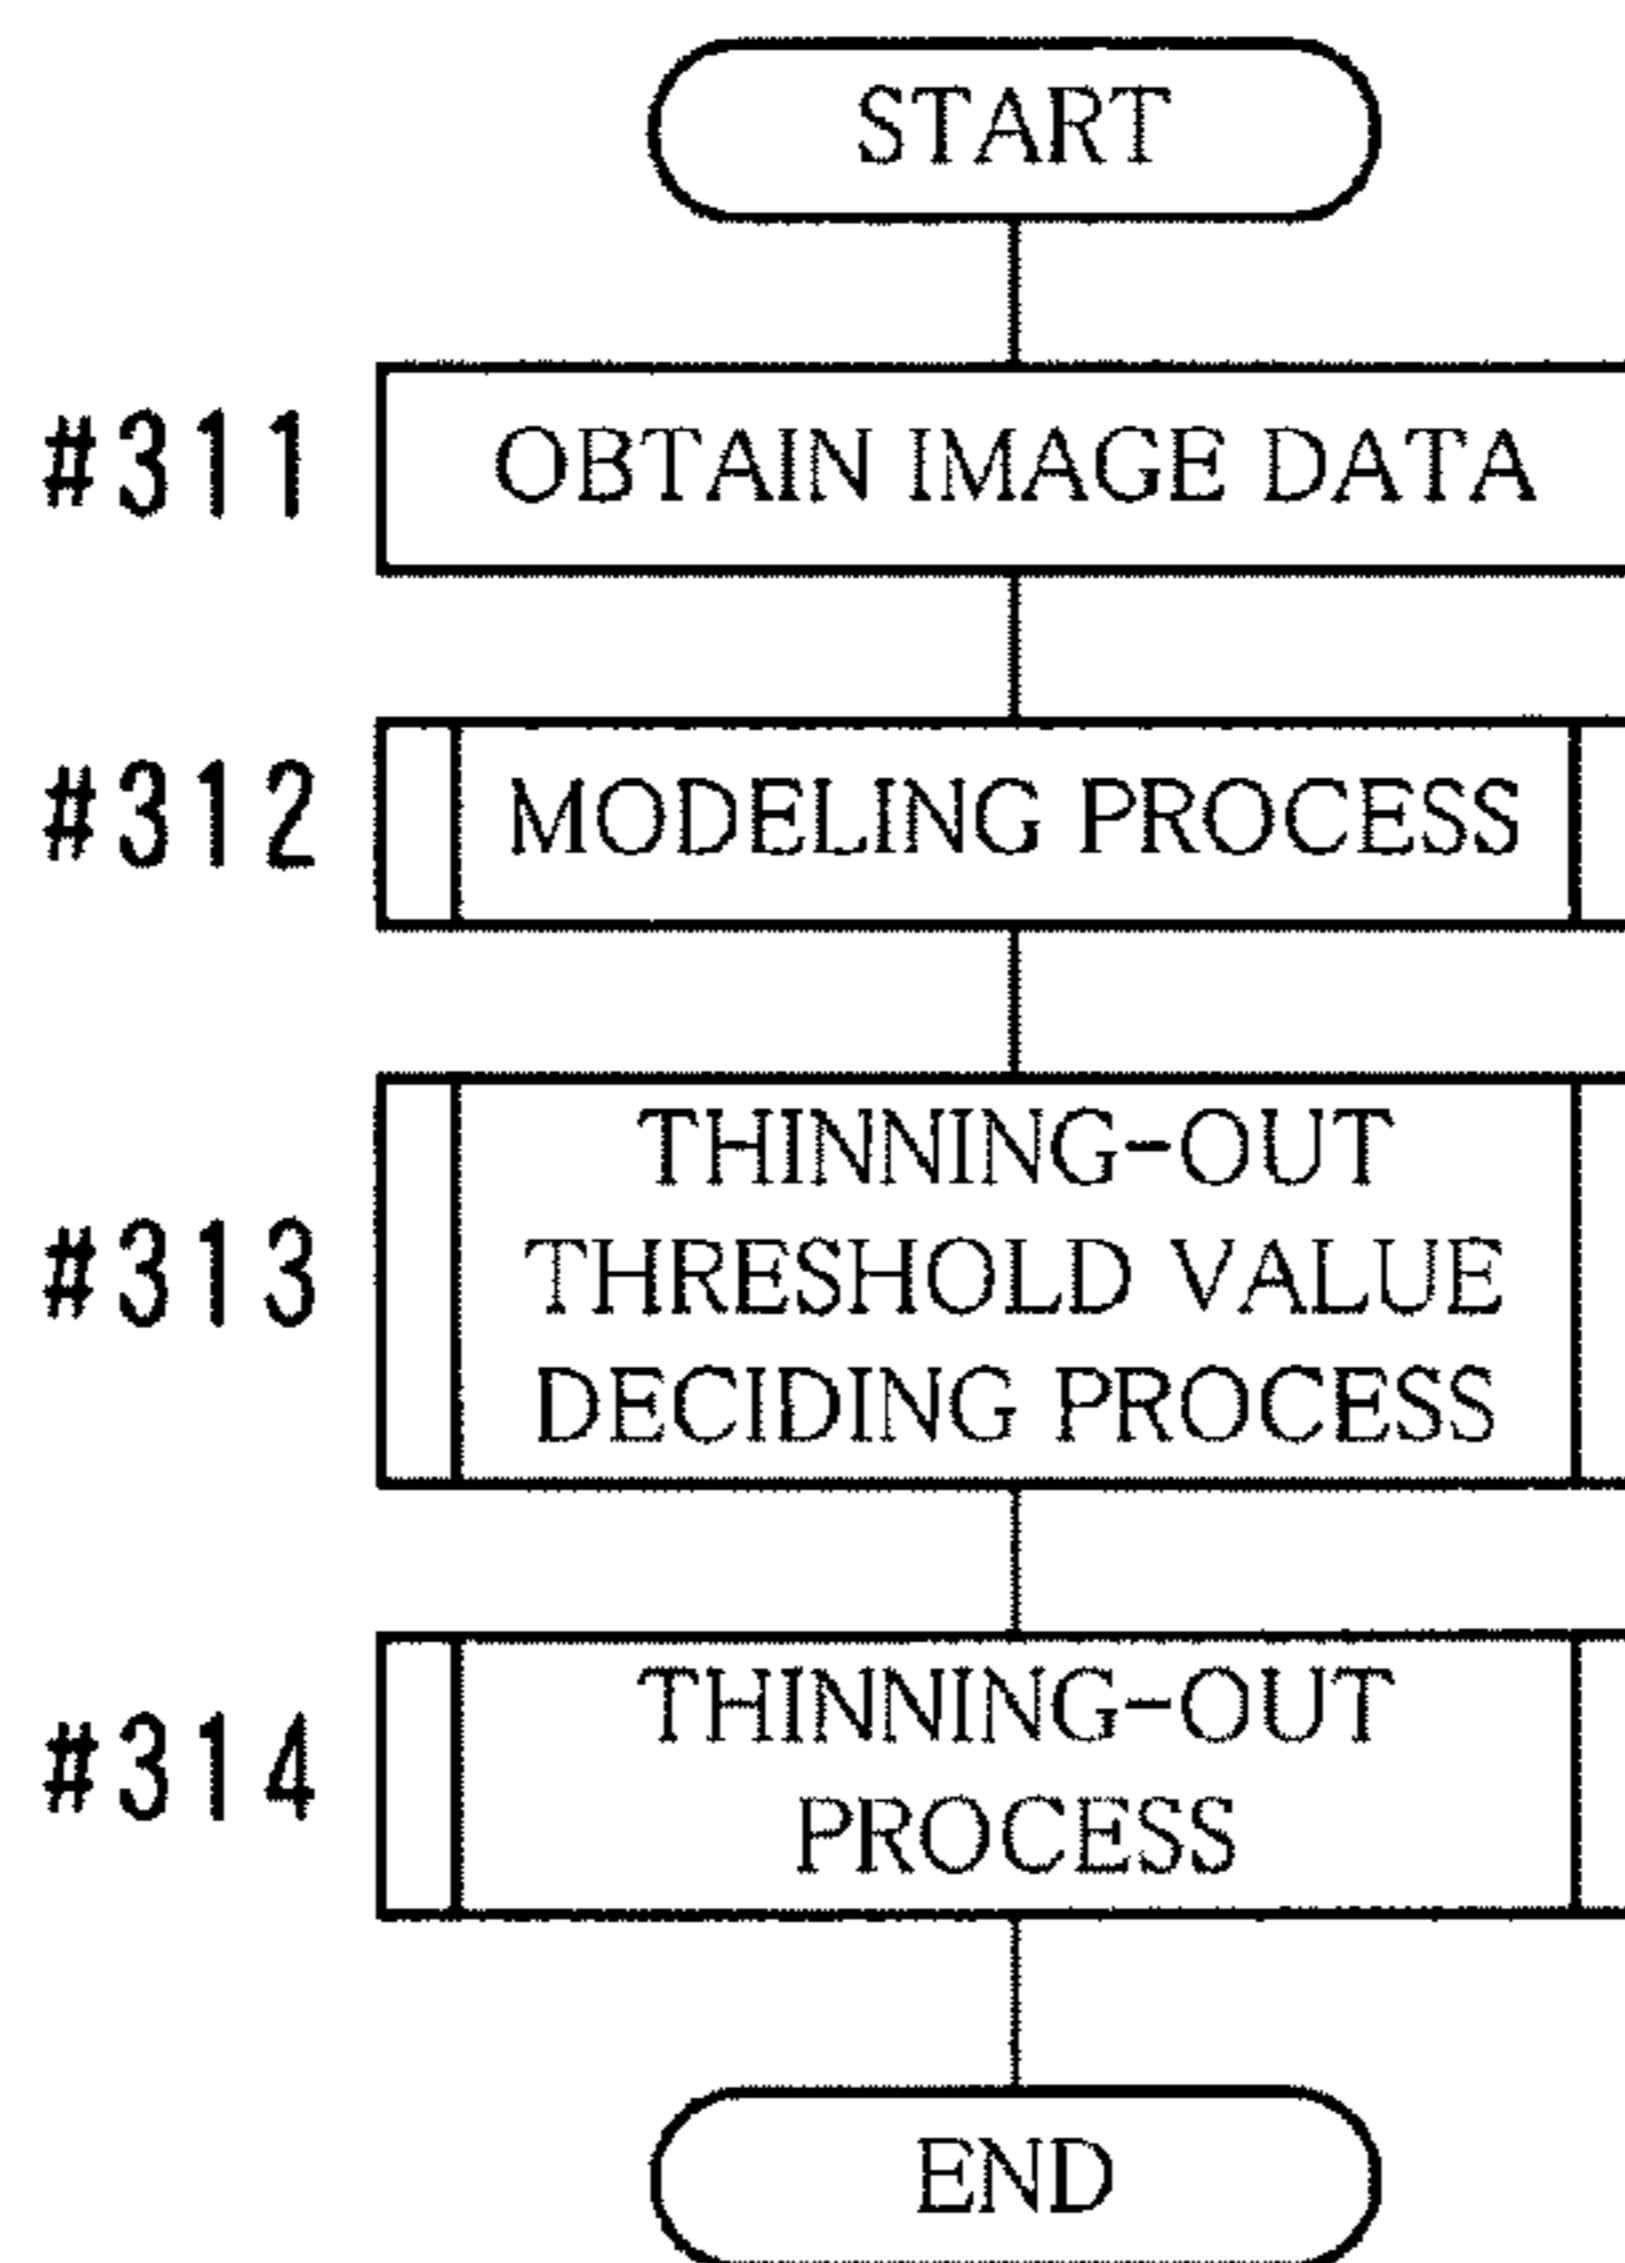 START
#311 OBTAIN IMAGE DATA
#312 MODELING PROCESS
THINNING-OUT
#313 THRESHOLD VALUE
DECIDING PROCESS
#314 THINNING-OUT
PROCESS
END